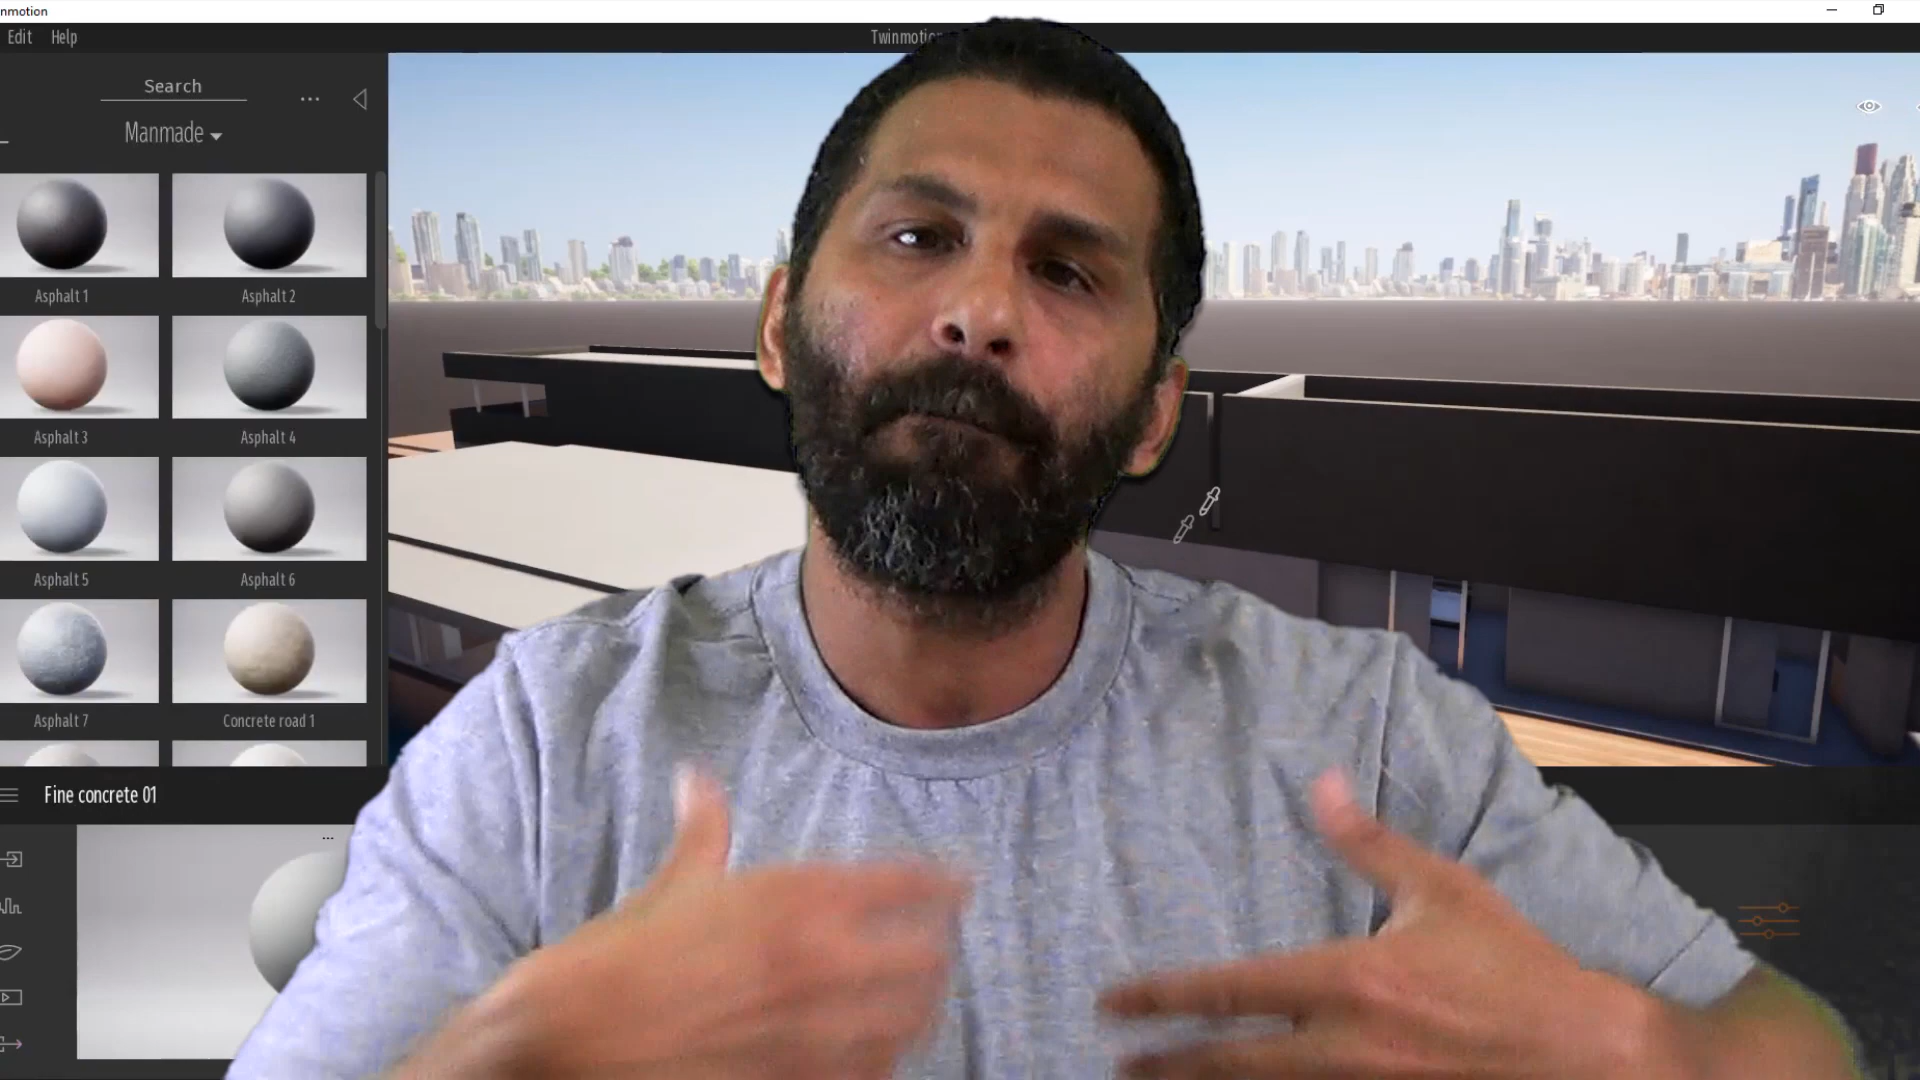 nmotion
Edit Help
Twinmotion
Search
Manmade
Asphalt 1
Asphalt 2
Asphalt 3
Asphalt 4
Asphalt 5
Asphalt 6
Asphalt 7
Concrete road 1
Fine concrete 01